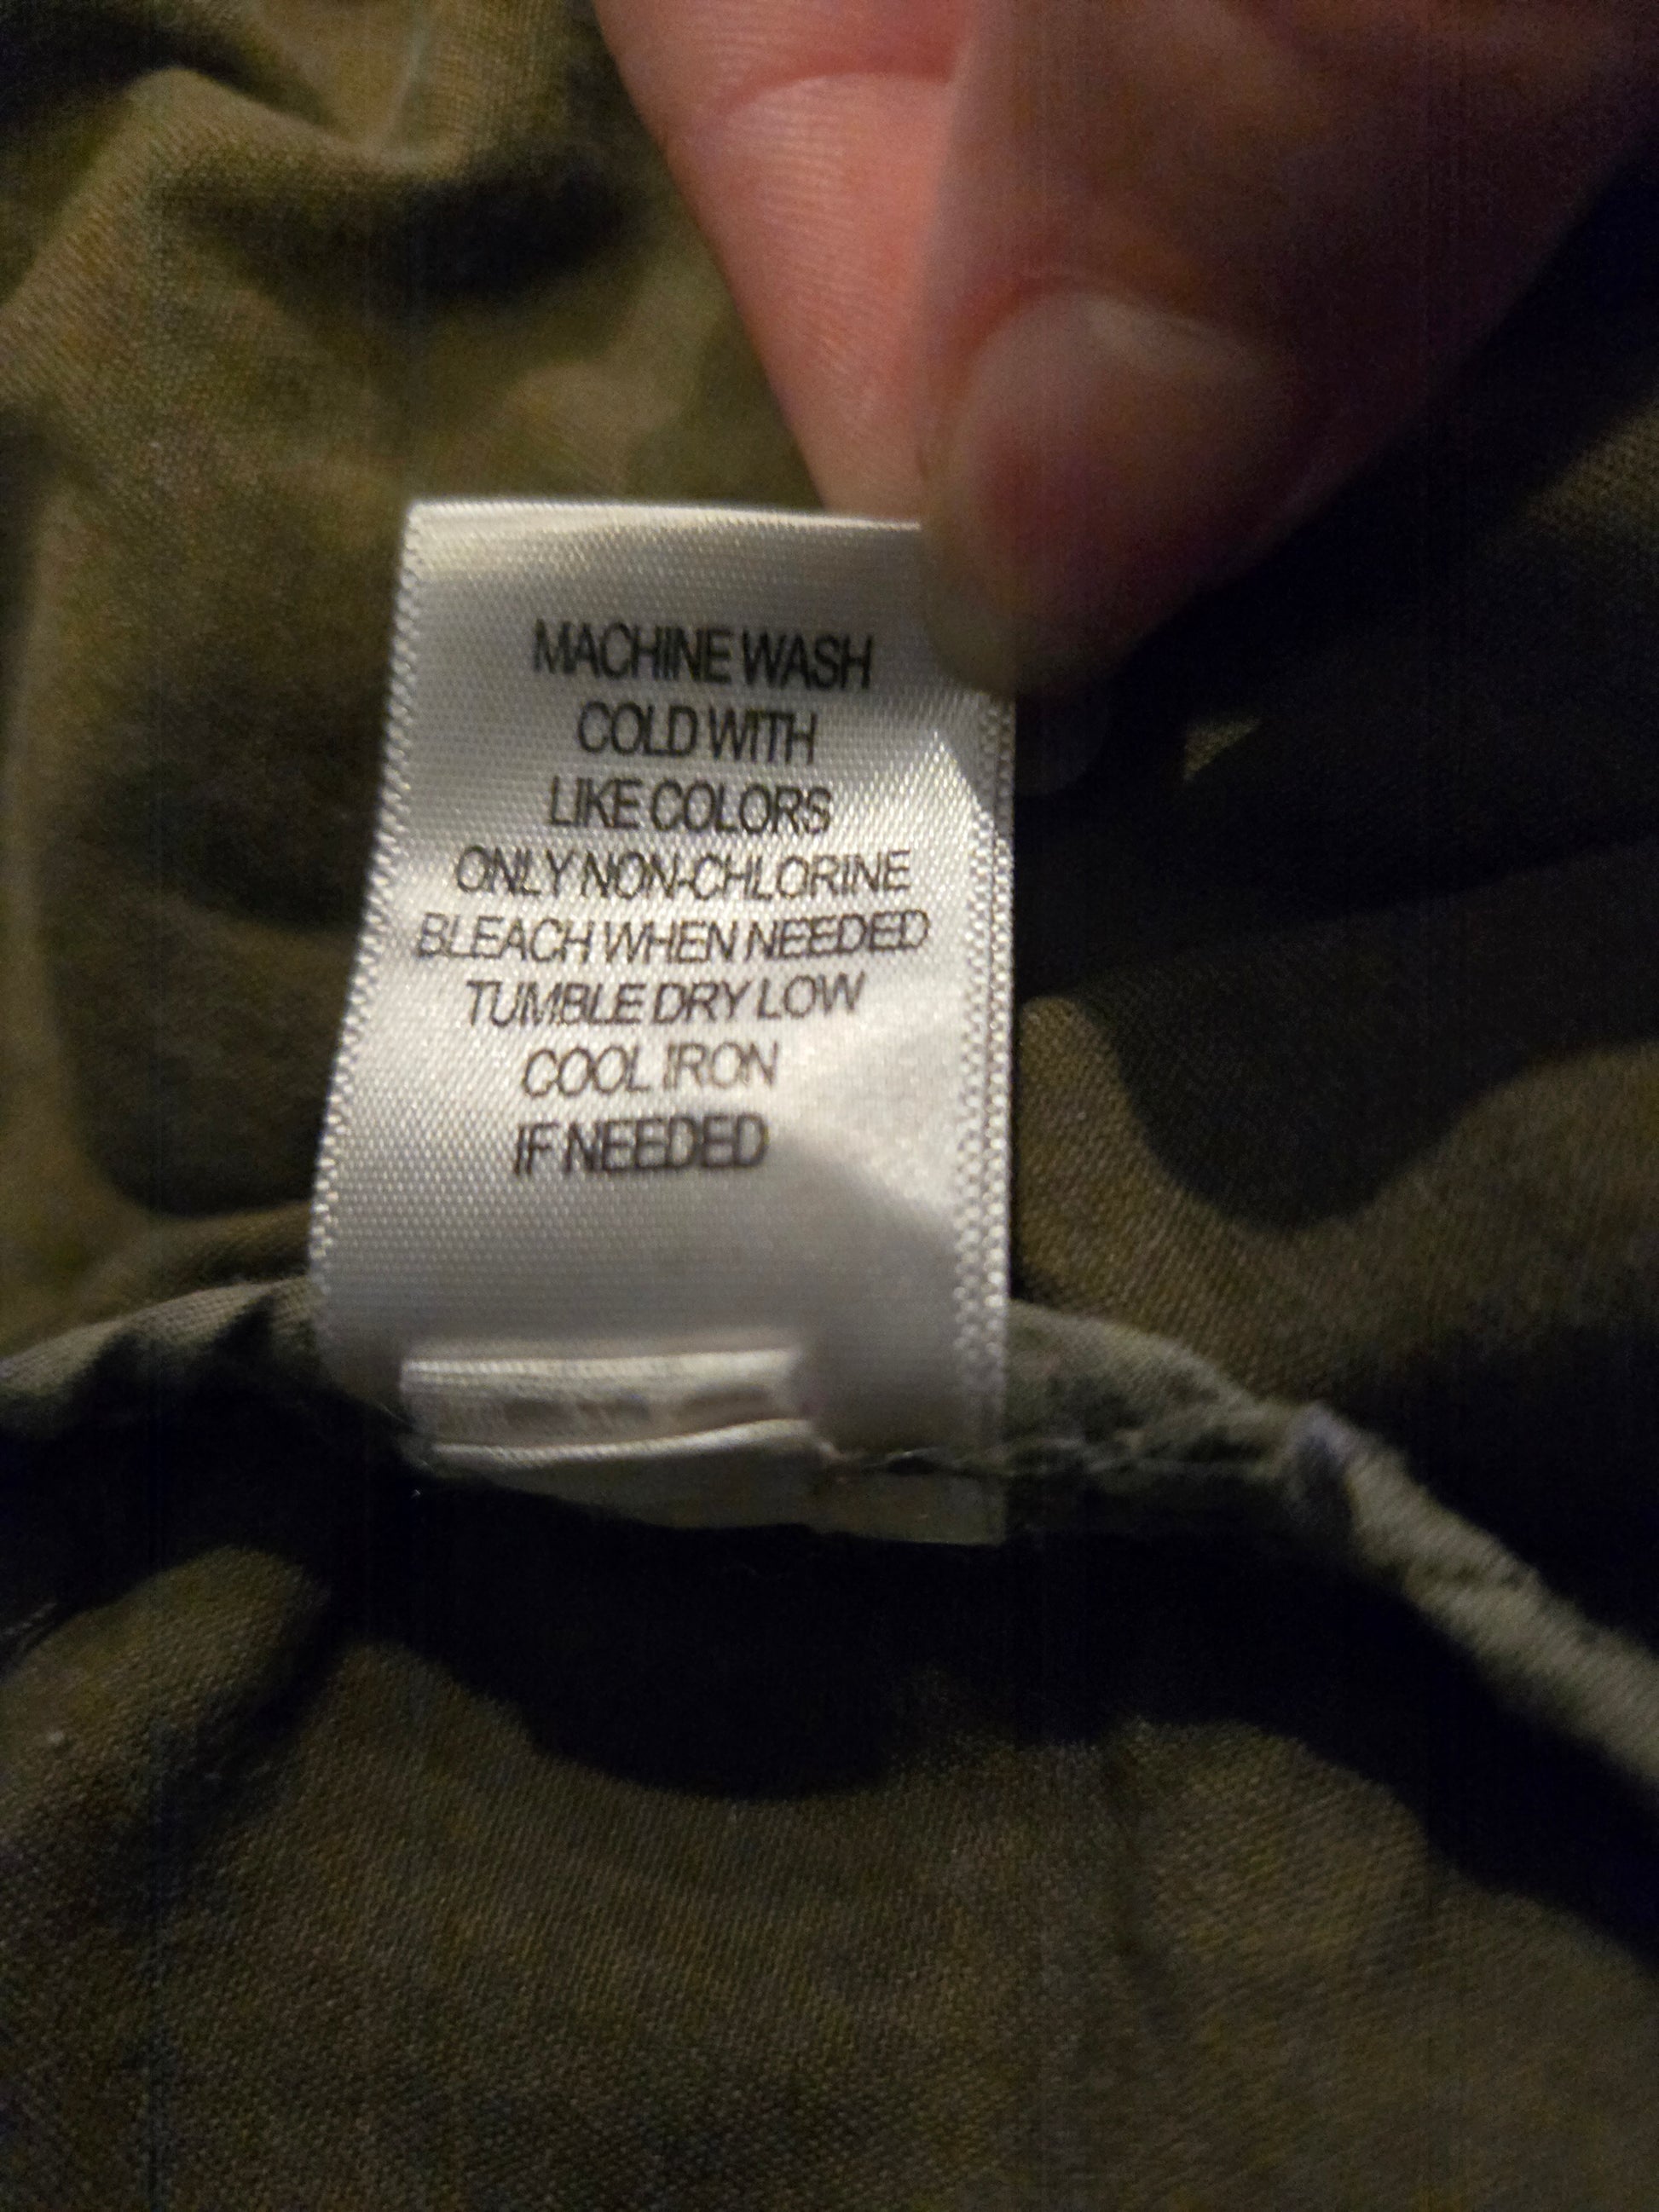 MACHINE WASH
COLD WITH
LIKE COLORS
ONLY NON-CHLORINE
BLEACH WHEN NEEDED
TUMBLE DRY LOW
COOL IRON
IF NEEDED